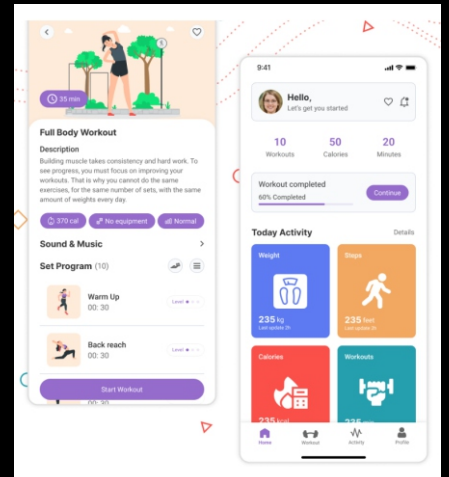 35 min
Full Body Workout
Description
Building muscle takes consistency and hard work. To
see progress, you must focus on improving your
workouts. That is why you cannot do the same
exercises, for the same number of sets, with the same
amount of weights every day.
370 cal
No equipment
Normal
Sound & Music
Set Program (10)
Warm Up
00: 30
Level
Back reach
00: 30
Level
Start Workout
00: 30
9:41
Hello,
Let's get you started
10
Workouts
50
Calories
20
Minutes
Workout completed
60% Completed
Continue
Today Activity
Details
Weight
235 kg
Last update 2h
Steps
235 feet
Last update 2h
Calories
235 kcal
Workouts
235
Home
Workout
Activity
Profile